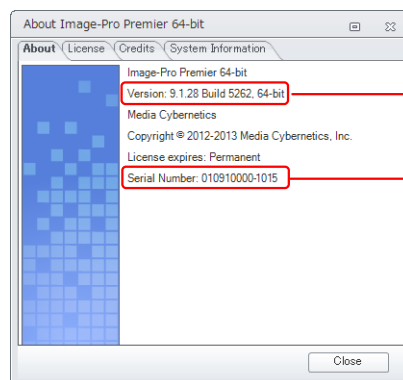 About Image-Pro Premier 64-bit
About License Credits System Information
Image-Pro Premier 64-bit
Version: 9.1.28 Build 5262, 64-bit
Media Cybernetics
Copyright © 2012-2013 Media Cybernetics, Inc.
License expires: Permanent
Serial Number: 010910000-1015
Close